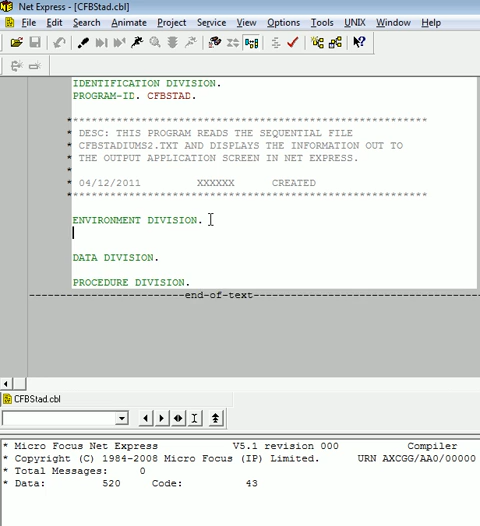 Net Express - [CFBStad.cbl]
File Edit Search Animate Project Service View Options Tools UNIX Window Help
IDENTIFICATION DIVISION.
PROGRAM-ID. CFBSTAD.
*********************************************************
* DESC: THIS PROGRAM READS THE SEQUENTIAL FILE
* CFBSTADIUMS2.TXT AND DISPLAYS THE INFORMATION OUT TO
* THE OUTPUT APPLICATION SCREEN IN NET EXPRESS.
*
* 04/12/2011 XXXXXX CREATED
*********************************************************
ENVIRONMENT DIVISION.
DATA DIVISION.
PROCEDURE DIVISION.
-----------------------end-of-text-----------------------
CFBStad.cbl
* Micro Focus Net Express V5.1 revision 000 Compiler
* Copyright (C) 1984-2008 Micro Focus (IP) Limited. URN AXCGG/AA0/00000
* Total Messages: 0
* Data: 520 Code: 43